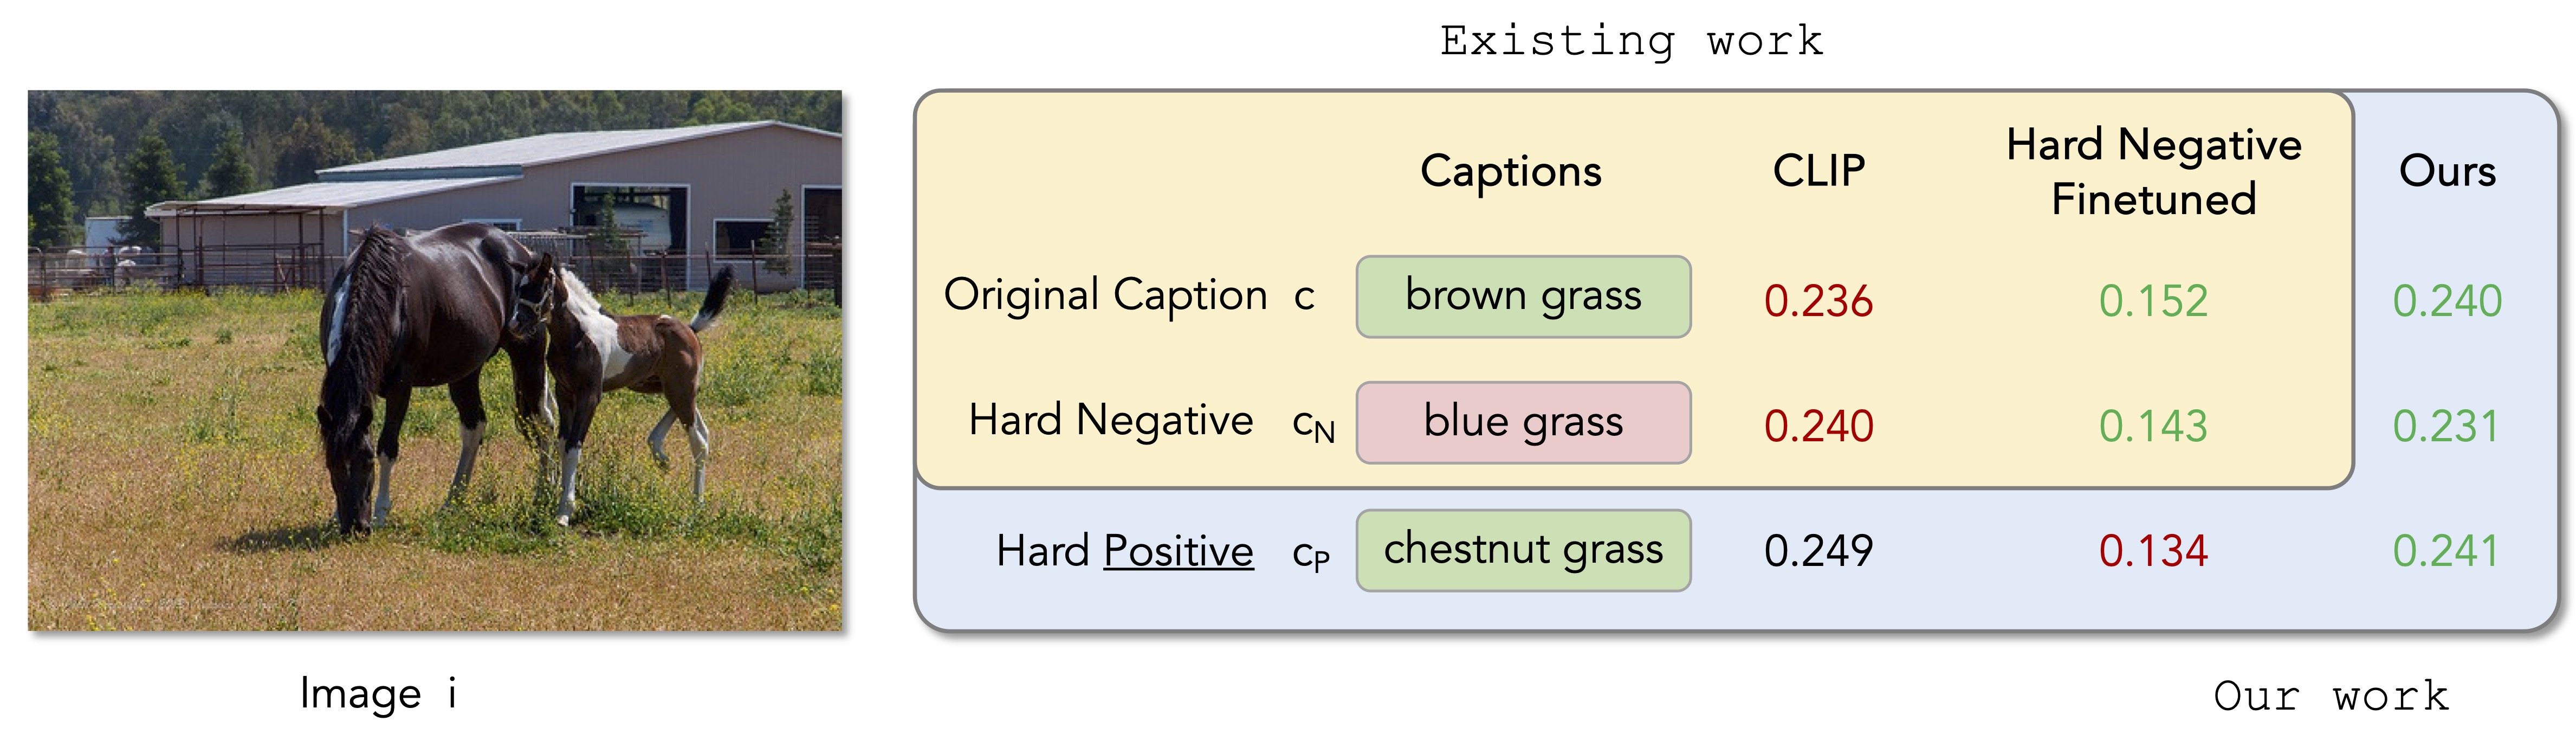 Existing work
Captions CLIP Hard Negative Finetuned Ours
Original Caption c brown grass 0.236 0.152 0.240
Hard Negative cN blue grass 0.240 0.143 0.231
Hard Positive cP chestnut grass 0.249 0.134 0.241
Image i
Our work